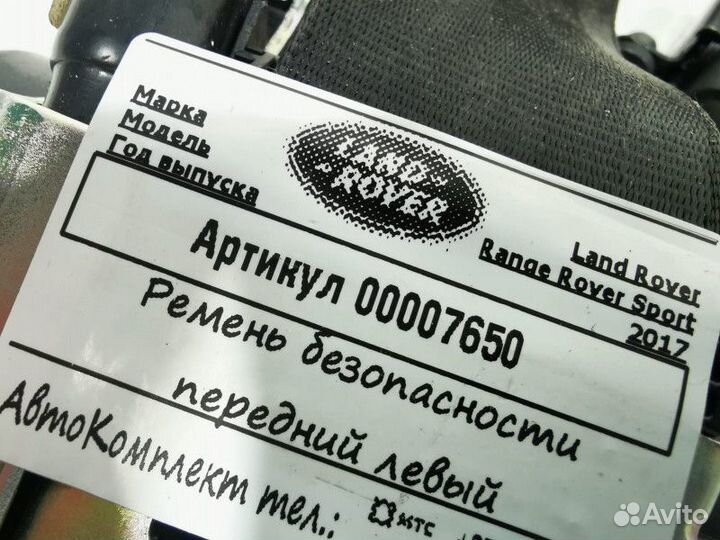 Марка
Модель
Год выпуска
LAND
ROVER
Land Rover
Range Rover Sport
2017
Артикул 00007650
Ремень безопасности
передний левый
АвтоКомплект тел.: МТС
Avito